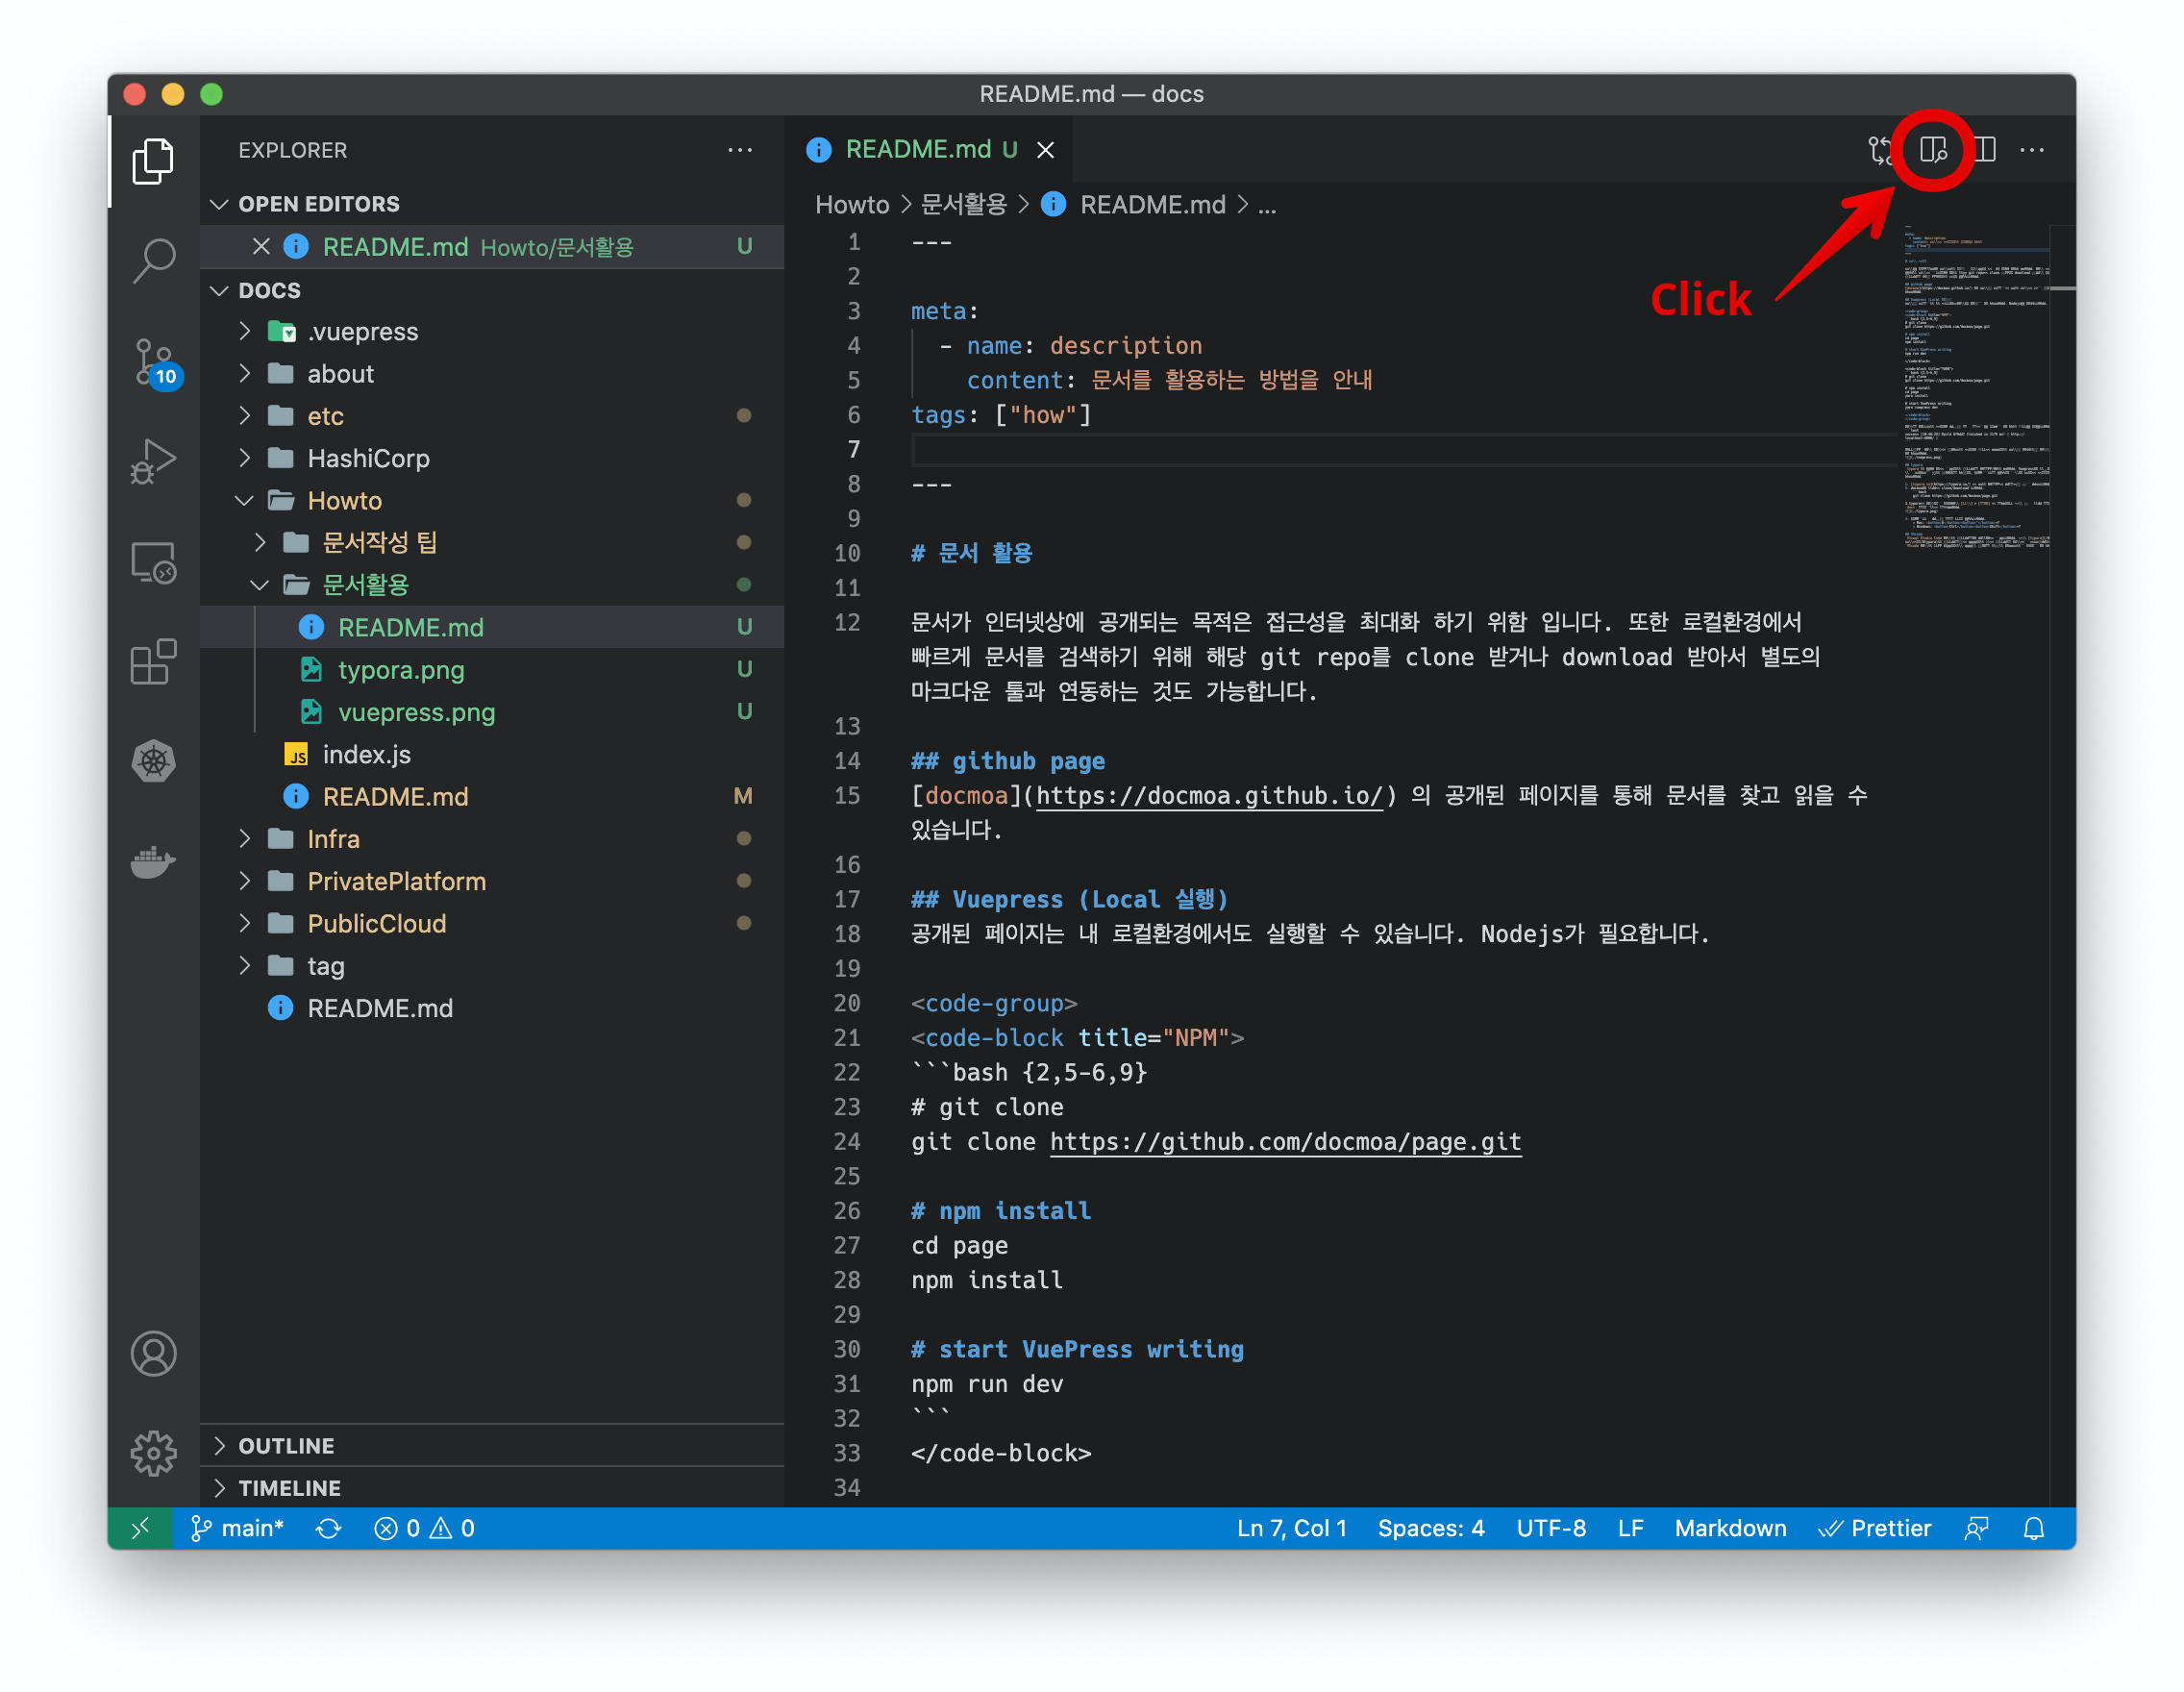 README.md — docs
EXPLORER
OPEN EDITORS
README.md Howto/문서활용 U
DOCS
.vuepress
about
etc
HashiCorp
Howto
문서작성 팁
문서활용
README.md U
typora.png U
vuepress.png U
JS index.js
README.md M
Infra
PrivatePlatform
PublicCloud
tag
README.md
OUTLINE
TIMELINE
10
README.md U
Click
Howto > 문서활용 > README.md > ...
1 ---
2
3 meta:
4 - name: description
5 content: 문서를 활용하는 방법을 안내
6 tags: ["how"]
7
8 ---
9
10 # 문서 활용
11
12 문서가 인터넷상에 공개되는 목적은 접근성을 최대화 하기 위함 입니다. 또한 로컬환경에서
빠르게 문서를 검색하기 위해 해당 git repo를 clone 받거나 download 받아서 별도의
마크다운 툴과 연동하는 것도 가능합니다.
13
14 ## github page
15 [docmoa](https://docmoa.github.io/) 의 공개된 페이지를 통해 문서를 찾고 읽을 수
있습니다.
16
17 ## Vuepress (Local 실행)
18 공개된 페이지는 내 로컬환경에서도 실행할 수 있습니다. Nodejs가 필요합니다.
19
20 <code-group>
21 <code-block title="NPM">
22 ```bash {2,5-6,9}
23 # git clone
24 git clone https://github.com/docmoa/page.git
25
26 # npm install
27 cd page
28 npm install
29
30 # start VuePress writing
31 npm run dev
32 ```
33 </code-block>
34
main* 0 0 Ln 7, Col 1 Spaces: 4 UTF-8 LF Markdown Prettier